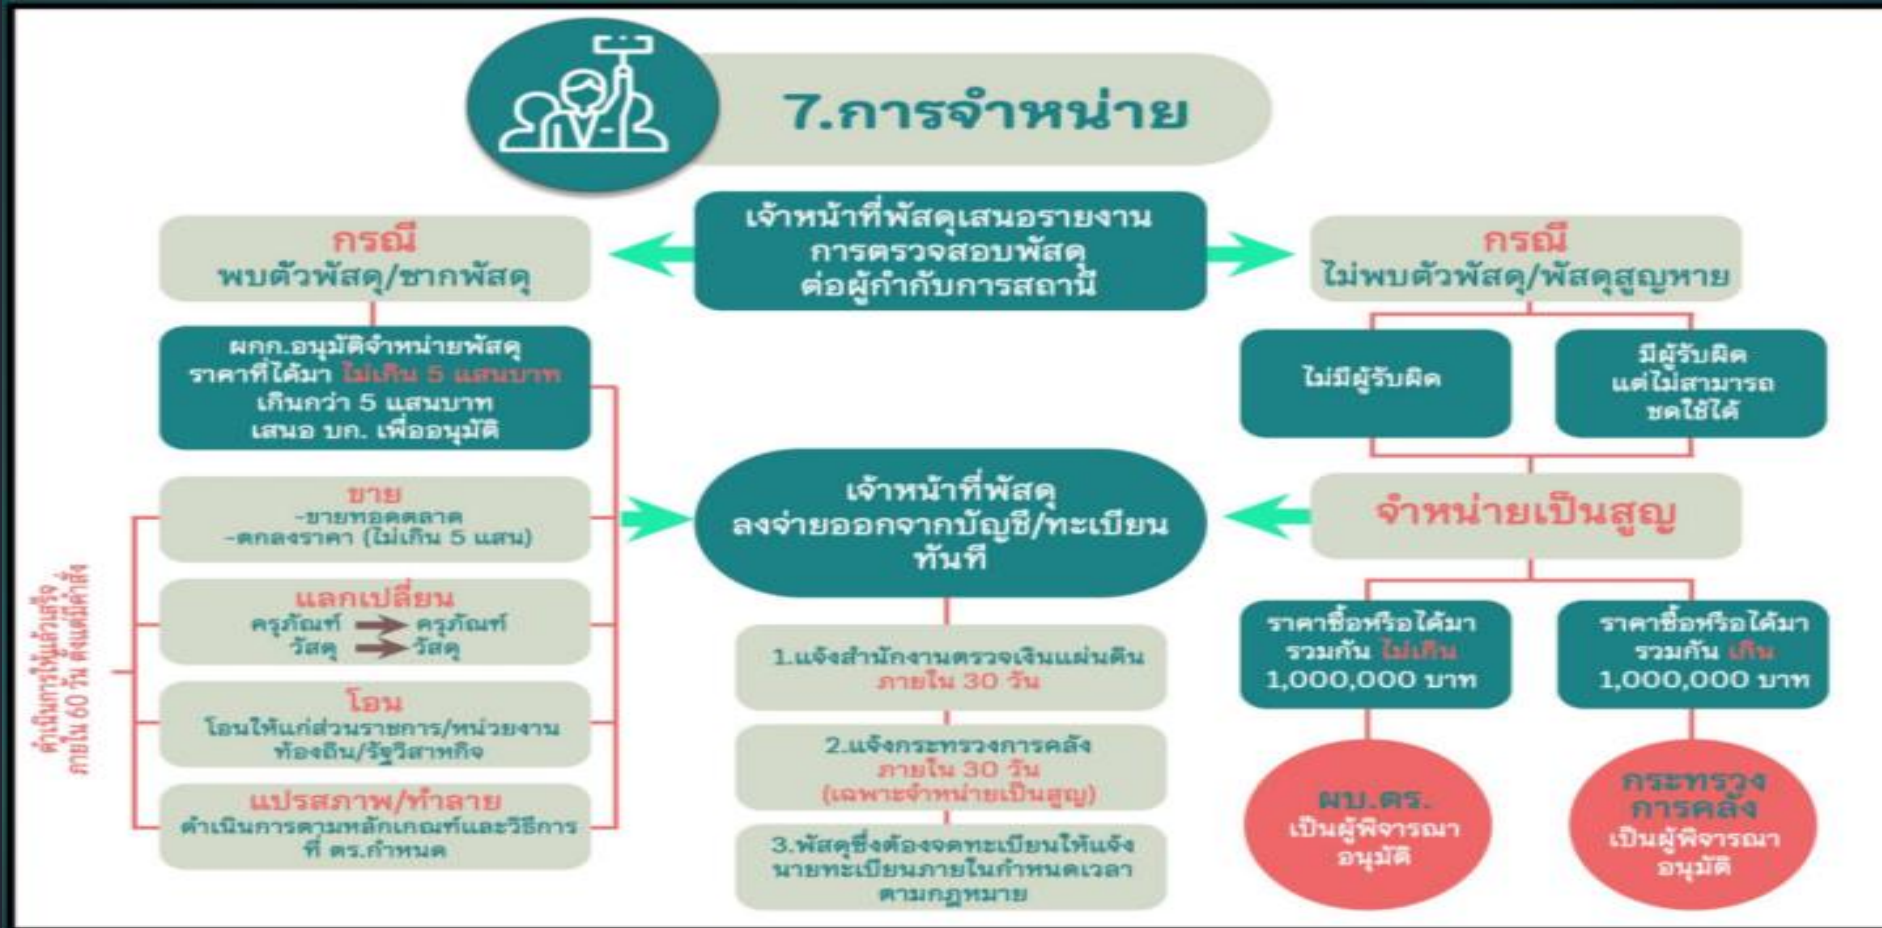 7.การจำหน่าย
เจ้าหน้าที่พัสดุเสนอรายงาน
การตรวจสอบพัสดุ
ต่อผู้กำกับการสถานี
กรณี
พบตัวพัสดุ/ซากพัสดุ
ผกก.อนุมัติจำหน่ายพัสดุ
ราคาที่ได้มา ไม่เกิน 5 แสนบาท
เกินกว่า 5 แสนบาท
เสนอ บก. เพื่ออนุมัติ
ดำเนินการให้แล้วเสร็จ
ภายใน 60 วัน ตั้งแต่มีคำสั่ง
ขาย
-ขายทอดตลาด
-ตกลงราคา (ไม่เกิน 5 แสน)
แลกเปลี่ยน
ครุภัณฑ์ ครุภัณฑ์
วัสดุ วัสดุ
โอน
โอนให้แก่ส่วนราชการ/หน่วยงาน
ท้องถิ่น/รัฐวิสาหกิจ
แปรสภาพ/ทำลาย
ดำเนินการตามหลักเกณฑ์และวิธีการ
ที่ ตร.กำหนด
เจ้าหน้าที่พัสดุ
ลงจ่ายออกจากบัญชี/ทะเบียน
ทันที
1.แจ้งสำนักงานตรวจเงินแผ่นดิน
ภายใน 30 วัน
2.แจ้งกระทรวงการคลัง
ภายใน 30 วัน
(เฉพาะจำหน่ายเป็นสูญ)
3.พัสดุซึ่งต้องจดทะเบียนให้แจ้ง
นายทะเบียนภายในกำหนดเวลา
ตามกฎหมาย
กรณี
ไม่พบตัวพัสดุ/พัสดุสูญหาย
ไม่มีผู้รับผิด
มีผู้รับผิด
แต่ไม่สามารถ
ชดใช้ได้
จำหน่ายเป็นสูญ
ราคาซื้อหรือได้มา
รวมกัน ไม่เกิน
1,000,000 บาท
ผบ.ตร.
เป็นผู้พิจารณา
อนุมัติ
ราคาซื้อหรือได้มา
รวมกัน เกิน
1,000,000 บาท
กระทรวง
การคลัง
เป็นผู้พิจารณา
อนุมัติ